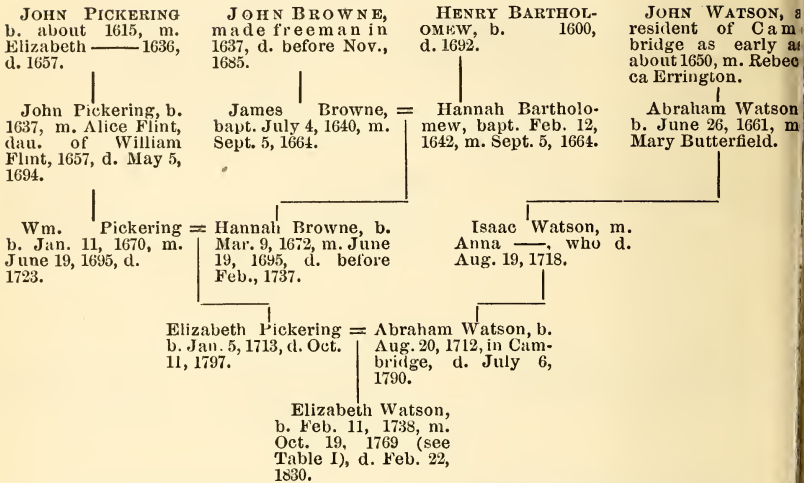 JOHN PICKERING
b. about 1615, m.
Elizabeth —— 1636,
d. 1657.
JOHN BROWNE,
made freeman in
1637, d. before Nov.,
1685.
HENRY BARTHOL-
OMEW, b. 1600,
d. 1692.
JOHN WATSON, a
resident of Cam-
bridge as early as
about 1650, m. Rebec
ca Errington.
John Pickering, b.
1637, m. Alice Flint,
dau. of William
Flint, 1657, d. May 5,
1694.
James Browne, =
bapt. July 4, 1640, m.
Sept. 5, 1664.
Hannah Bartholo-
mew, bapt. Feb. 12,
1642, m. Sept. 5, 1664.
Abraham Watson
b. June 26, 1661, m
Mary Butterfield.
Wm. Pickering =
b. Jan. 11, 1670, m.
June 19, 1695, d.
1723.
Hannah Browne, b.
Mar. 9, 1672, m. June
19, 1695, d. before
Feb., 1737.
Isaac Watson, m.
Anna ——, who d.
Aug. 19, 1718.
Elizabeth Pickering =
b. Jan. 5, 1713, d. Oct.
11, 1797.
Abraham Watson, b.
Aug. 20, 1712, in Cam-
bridge, d. July 6,
1790.
Elizabeth Watson,
b. Feb. 11, 1738, m.
Oct. 19, 1769 (see
Table I), d. Feb. 22,
1830.